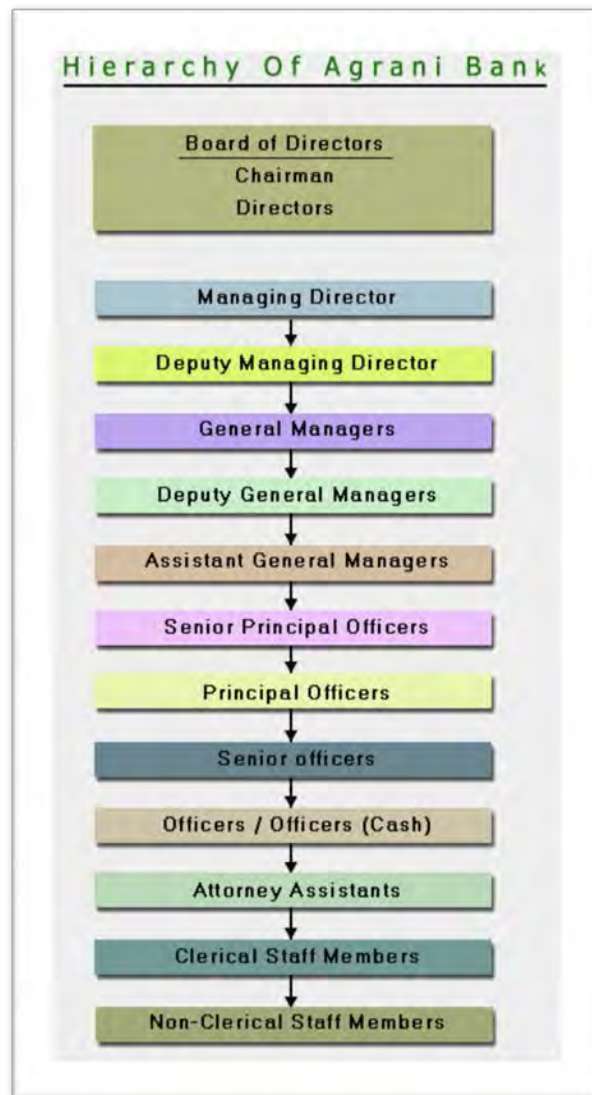 Hierarchy Of Agrani Bank
Board of Directors
Chairman
Directors
Managing Director
Deputy Managing Director
General Managers
Deputy General Managers
Assistant General Managers
Senior Principal Officers
Principal Officers
Senior officers
Officers / Officers (Cash)
Attorney Assistants
Clerical Staff Members
Non-Clerical Staff Members